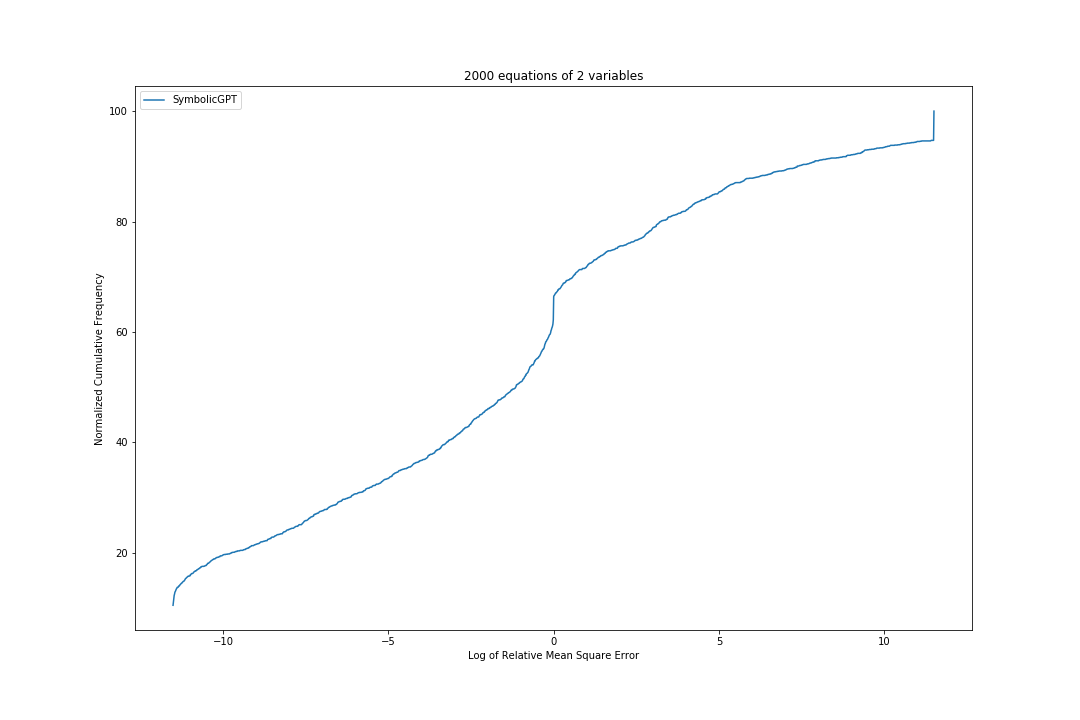 2000 equations of 2 variables
SymbolicGPT
100
80
60
40
20
Normalized Cumulative Frequency
−10
−5
0
5
10
Log of Relative Mean Square Error